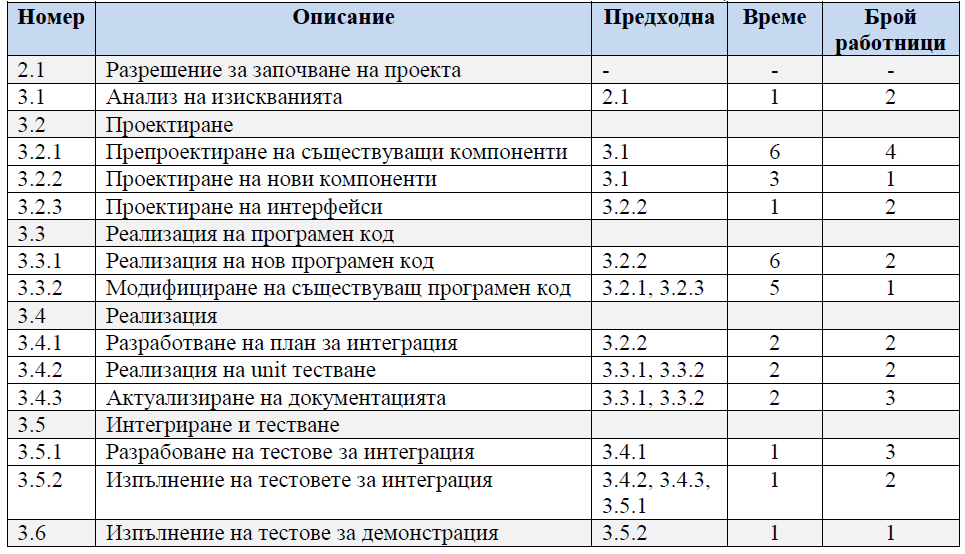 Номер Описание Предходна Време Брой работници
2.1 Разрешение за започване на проекта - - -
3.1 Анализ на изискванията 2.1 1 2
3.2 Проектиране
3.2.1 Препроектиране на съществуващи компоненти 3.1 6 4
3.2.2 Проектиране на нови компоненти 3.1 3 1
3.2.3 Проектиране на интерфейси 3.2.2 1 2
3.3 Реализация на програмен код
3.3.1 Реализация на нов програмен код 3.2.2 6 2
3.3.2 Модифициране на съществуващ програмен код 3.2.1, 3.2.3 5 1
3.4 Реализация
3.4.1 Разработване на план за интеграция 3.2.2 2 2
3.4.2 Реализация на unit тестване 3.3.1, 3.3.2 2 2
3.4.3 Актуализиране на документацията 3.3.1, 3.3.2 2 3
3.5 Интегриране и тестване
3.5.1 Разрабоване на тестове за интеграция 3.4.1 1 3
3.5.2 Изпълнение на тестовете за интеграция 3.4.2, 3.4.3, 3.5.1 1 2
3.6 Изпълнение на тестове за демонстрация 3.5.2 1 1